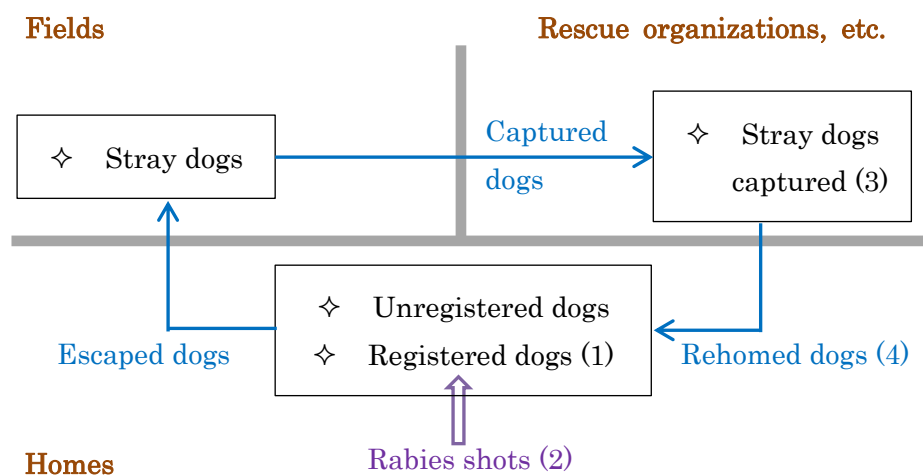 Fields
Rescue organizations, etc.
✧ Stray dogs
Captured
dogs
✧ Stray dogs
captured (3)
✧ Unregistered dogs
✧ Registered dogs (1)
Escaped dogs
Rehomed dogs (4)
Rabies shots (2)
Homes